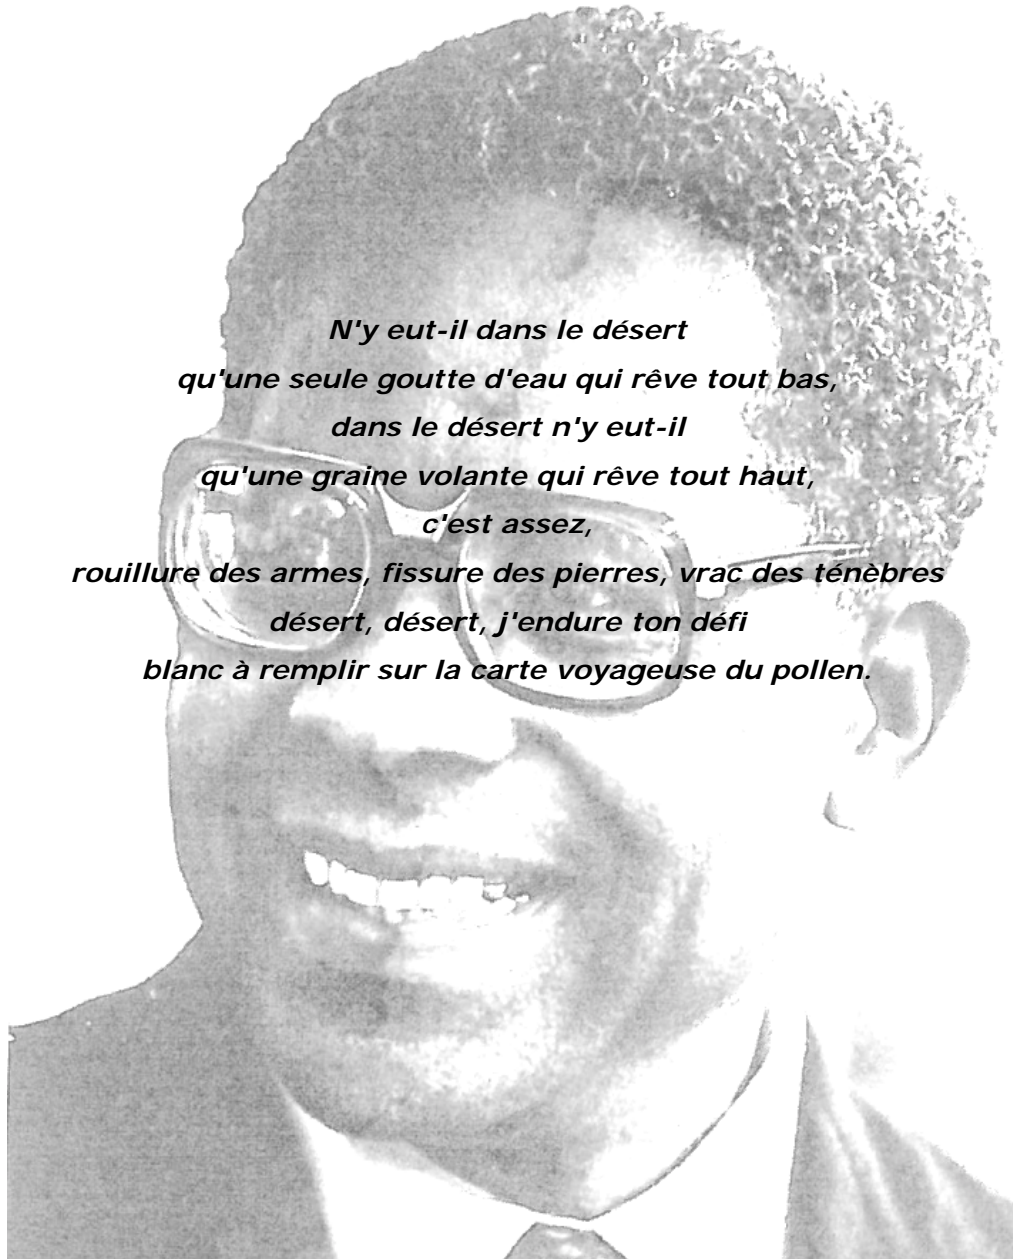 N'y eut-il dans le désert
qu'une seule goutte d'eau qui rêve tout bas,
dans le désert n'y eut-il
qu'une graine volante qui rêve tout haut,
c'est assez,
rouillure des armes, fissure des pierres, vrac des ténèbres
désert, désert, j'endure ton défi
blanc à remplir sur la carte voyageuse du pollen.